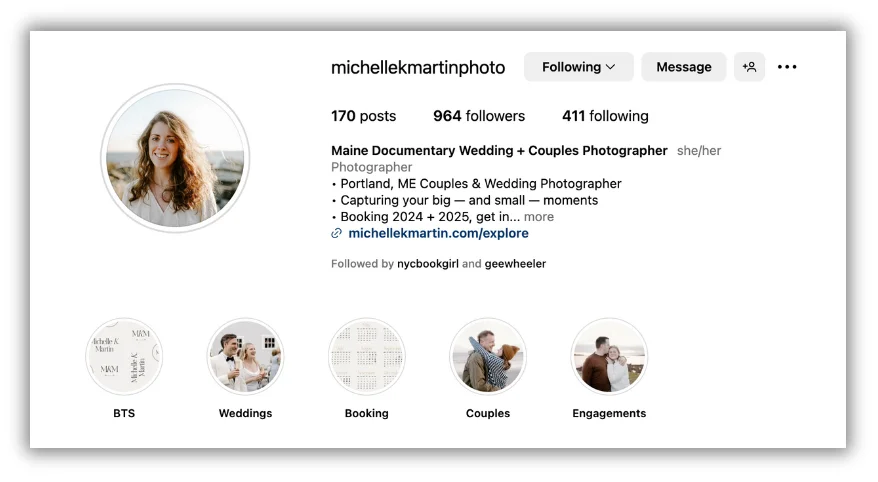 michellekmartinphoto Following Message
170 posts 964 followers 411 following
Maine Documentary Wedding + Couples Photographer she/her
Photographer
• Portland, ME Couples & Wedding Photographer
• Capturing your big — and small — moments
• Booking 2024 + 2025, get in... more
michellekmartin.com/explore
Followed by nycbookgirl and geewheeler
MKM
Michelle K.
Martin
MKM
Michelle K.
Martin
BTS Weddings Booking Couples Engagements